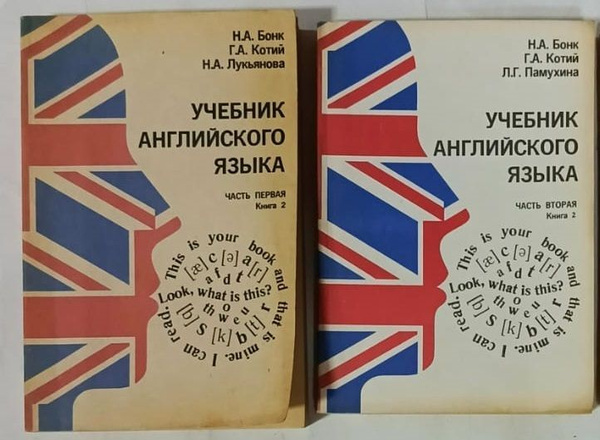 Н.А. Бонк
Г.А. Котий
Н.А. Лукьянова
УЧЕБНИК
АНГЛИЙСКОГО
ЯЗЫКА
ЧАСТЬ ПЕРВАЯ
Книга 2
This is your book and that is mine. I can read.
[æ] c [ə] a [r]
a f d t
Look, what is this?
o
th w e u r
[b] S [k] b [t]
Н.А. Бонк
Г.А. Котий
Л.Г. Памухина
УЧЕБНИК
АНГЛИЙСКОГО
ЯЗЫКА
ЧАСТЬ ВТОРАЯ
Книга 2
This is your book and that is mine. I can read.
[æ] c [ə] a [r]
a f d t
Look, what is this?
o
th w e u r
[b] S [k] b [t]